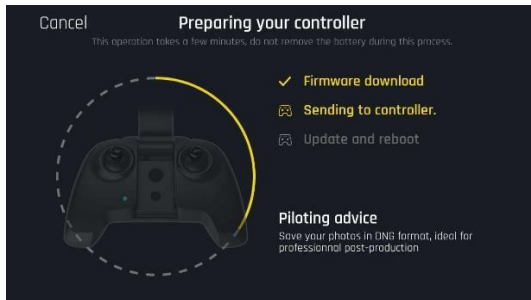 Cancel
Preparing your controller
This operation takes a few minutes, do not remove the battery during this process.
Firmware download
Sending to controller.
Update and reboot
Piloting advice
Save your photos in DNG format, ideal for
professionnal post-production